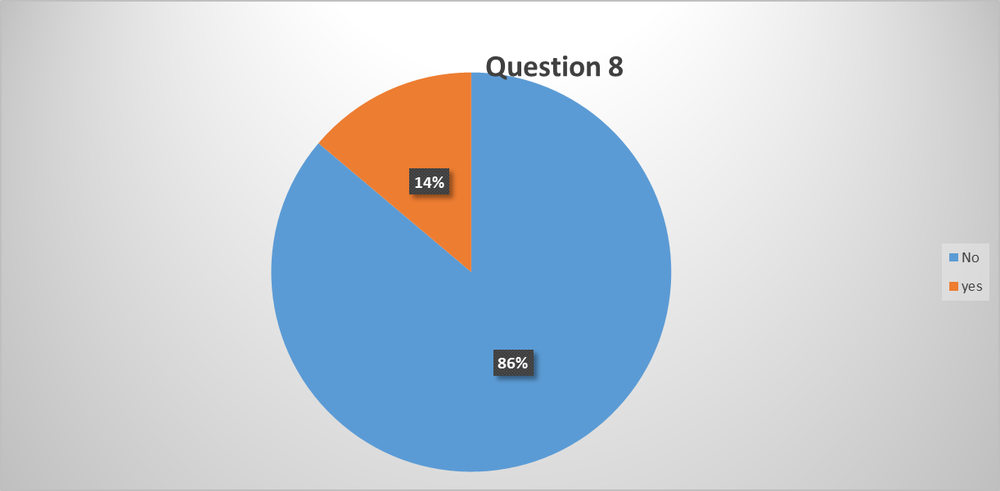 Question 8
14%
86%
No
yes